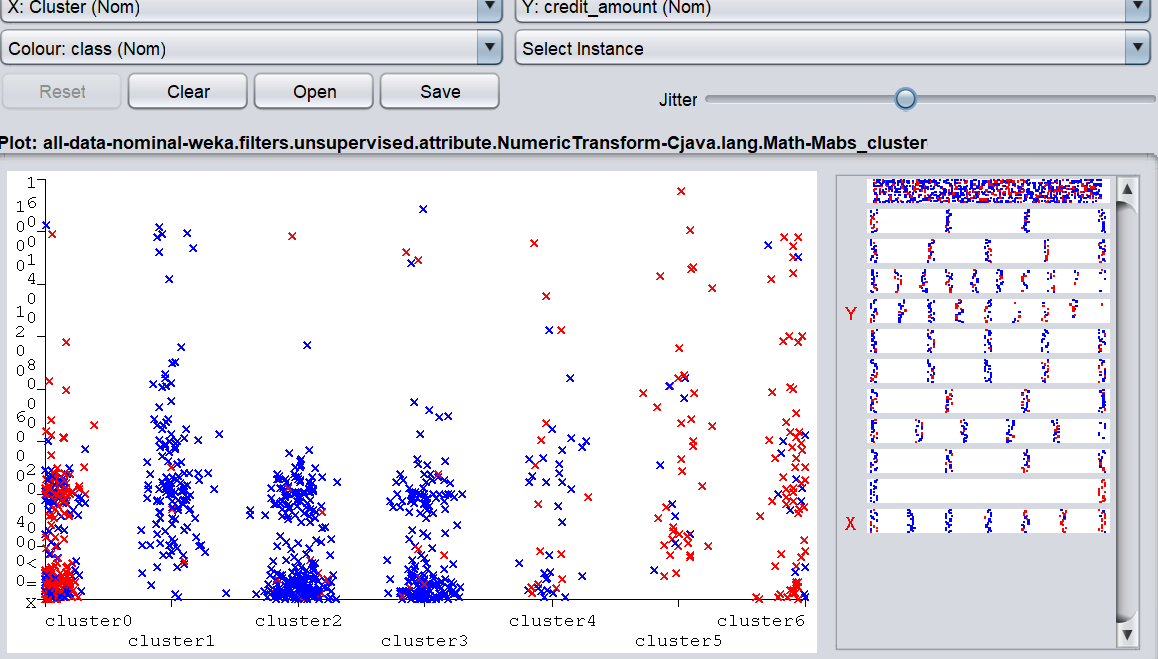 X: Cluster (Nom)
Y: credit_amount (Nom)
Colour: class (Nom)
Select Instance
Reset
Clear
Open
Save
Jitter
Plot: all-data-nominal-weka.filters.unsupervised.attribute.NumericTransform-Cjava.lang.Math-Mabs_cluster
Y
X
cluster0
cluster1
cluster2
cluster3
cluster4
cluster5
cluster6